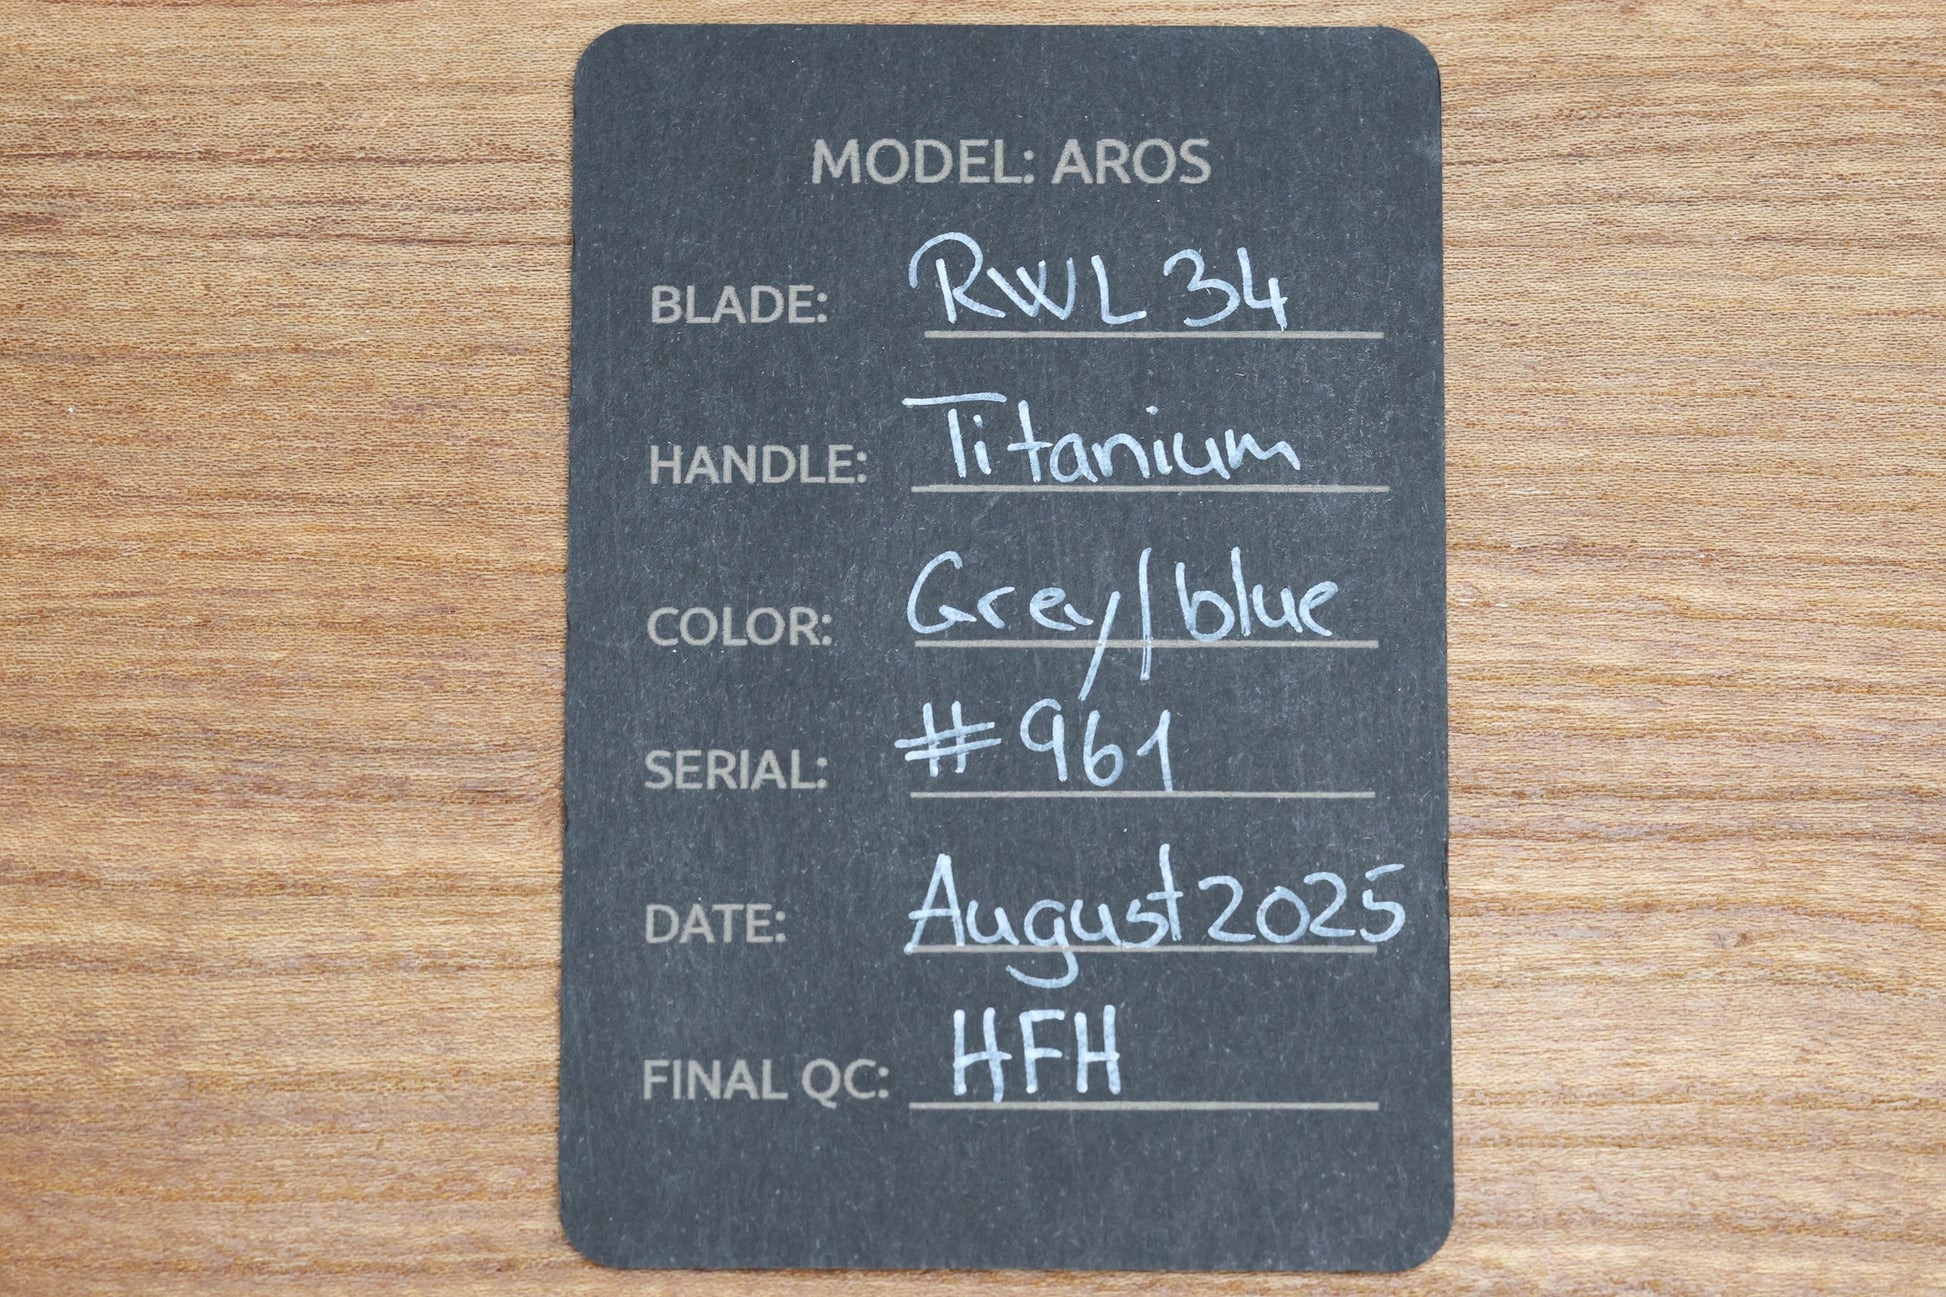 MODEL: AROS
BLADE: RWL 34
HANDLE: Titanium
COLOR: Grey/blue
SERIAL: #961
DATE: August 2025
FINAL QC: HFH